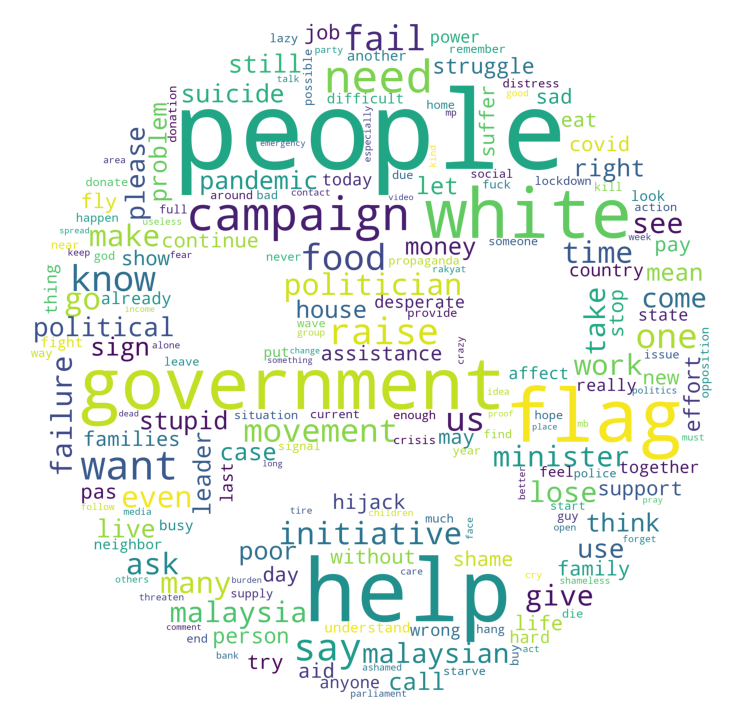 lazy
job
fail
power
party
another
remember
still
talk
need
struggle
possible
suicide
difficult
home
distress
good
sad
donation
people
mp
suffer
eat
problem
please
emergency
especially
kind
covid
area
pandemic
today
let
due
social
right
donate
around
bad
contact
fuck
lockdown
kill
look
fly
full
video
action
happen
useless
god
campaign
white
see
near
spread
make
continue
never
someone
week
keep
fear
food
money
time
pay
thing
show
propaganda
country
mean
know
rakyat
go
already
politician
desperate
take
stop
state
come
income
house
provide
political
wave
group
raise
one
fight
sign
alone
put
change
assistance
crazy
work
issue
opposition
way
leave
something
affect
really
new
effort
failure
government
idea
politics
flag
dead
stupid
situation
current
enough
us
proof
hope
place
mb
must
families
movement
signal
crisis
may
find
minister
want
leader
case
last
long
year
better
feel
police
together
pas
even
lose
support
pray
follow
media
hijack
children
start
guy
live
busy
tire
much
face
open
think
forget
neighbor
initiative
ask
poor
without
shame
use
others
many
burden
day
help
care
cry
family
shameless
threaten
supply
give
die
malaysia
life
comment
person
understand
wrong
hang
hard
end
say
malaysian
buy
act
bank
try
aid
ashamed
starve
anyone
call
parliament